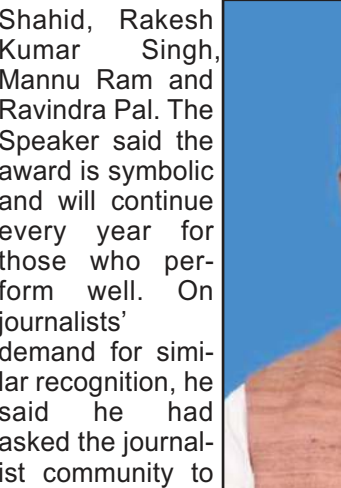 Shahid, Rakesh
Kumar Singh,
Mannu Ram and
Ravindra Pal. The
Speaker said the
award is symbolic
and will continue
every year for
those who per-
form well. On
journalists'
demand for simi-
lar recognition, he
said he had
asked the journal-
ist community to